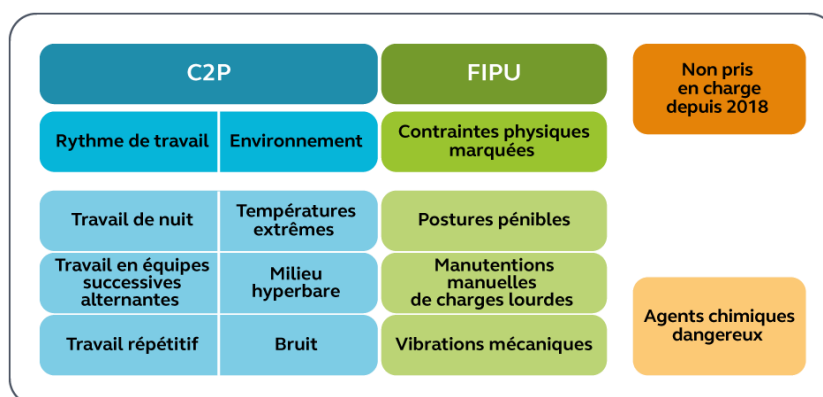 C2P
FIPU
Non pris
en charge
depuis 2018
Rythme de travail
Environnement
Contraintes physiques
marquées
Travail de nuit
Températures
extrêmes
Postures pénibles
Travail en équipes
successives
alternantes
Milieu
hyperbare
Manutentions
manuelles
de charges lourdes
Agents chimiques
dangereux
Travail répétitif
Bruit
Vibrations mécaniques